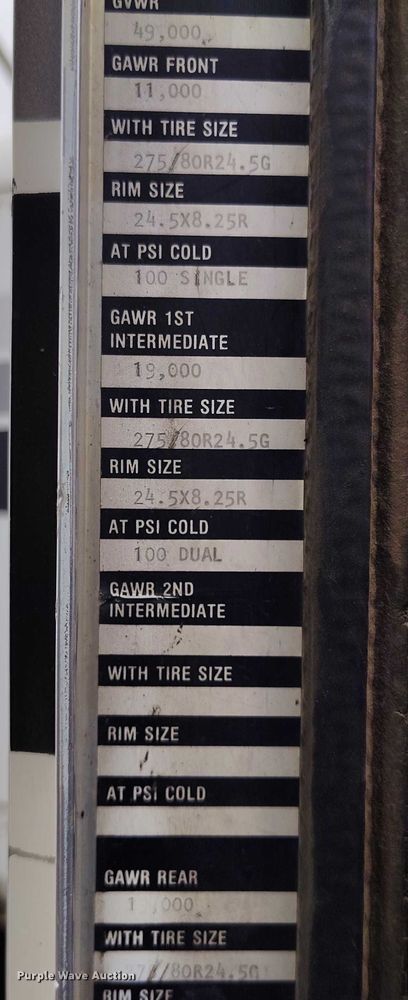 GVWR
49,000
GAWR FRONT
11,000
WITH TIRE SIZE
275/80R24.5G
RIM SIZE
24.5X8.25R
AT PSI COLD
100 SINGLE
GAWR 1ST
INTERMEDIATE
19,000
WITH TIRE SIZE
275/80R24.5G
RIM SIZE
24.5X8.25R
AT PSI COLD
100 DUAL
GAWR 2ND
INTERMEDIATE
WITH TIRE SIZE
RIM SIZE
AT PSI COLD
GAWR REAR
WITH TIRE SIZE
Purple Wave Auction
RIM SIZE